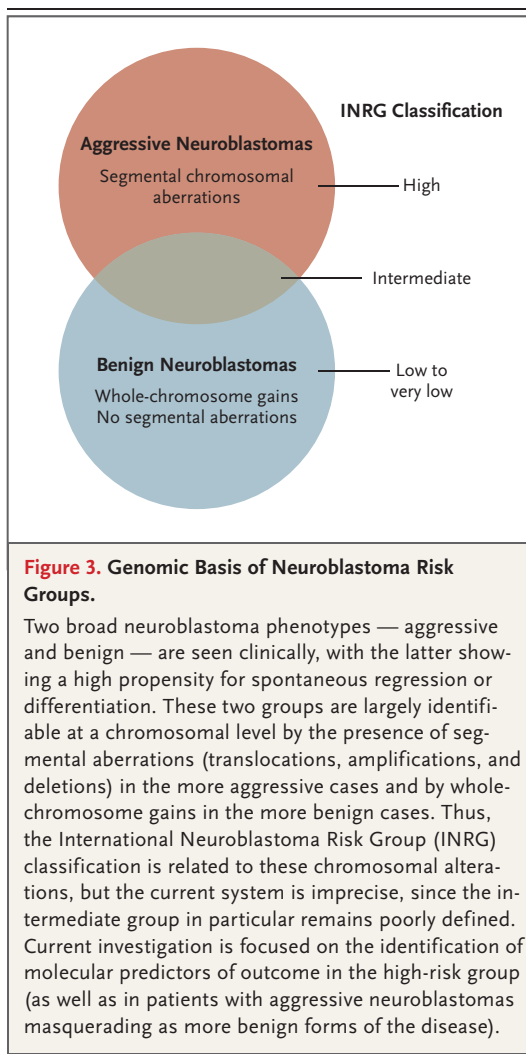 INRG Classification
Aggressive Neuroblastomas
Segmental chromosomal
aberrations
High
Intermediate
Benign Neuroblastomas
Whole-chromosome gains
No segmental aberrations
Low to
very low
Figure 3. Genomic Basis of Neuroblastoma Risk
Groups.
Two broad neuroblastoma phenotypes — aggressive
and benign — are seen clinically, with the latter show-
ing a high propensity for spontaneous regression or
differentiation. These two groups are largely identifi-
able at a chromosomal level by the presence of seg-
mental aberrations (translocations, amplifications, and
deletions) in the more aggressive cases and by whole-
chromosome gains in the more benign cases. Thus,
the International Neuroblastoma Risk Group (INRG)
classification is related to these chromosomal altera-
tions, but the current system is imprecise, since the in-
termediate group in particular remains poorly defined.
Current investigation is focused on the identification of
molecular predictors of outcome in the high-risk group
(as well as in patients with aggressive neuroblastomas
masquerading as more benign forms of the disease).